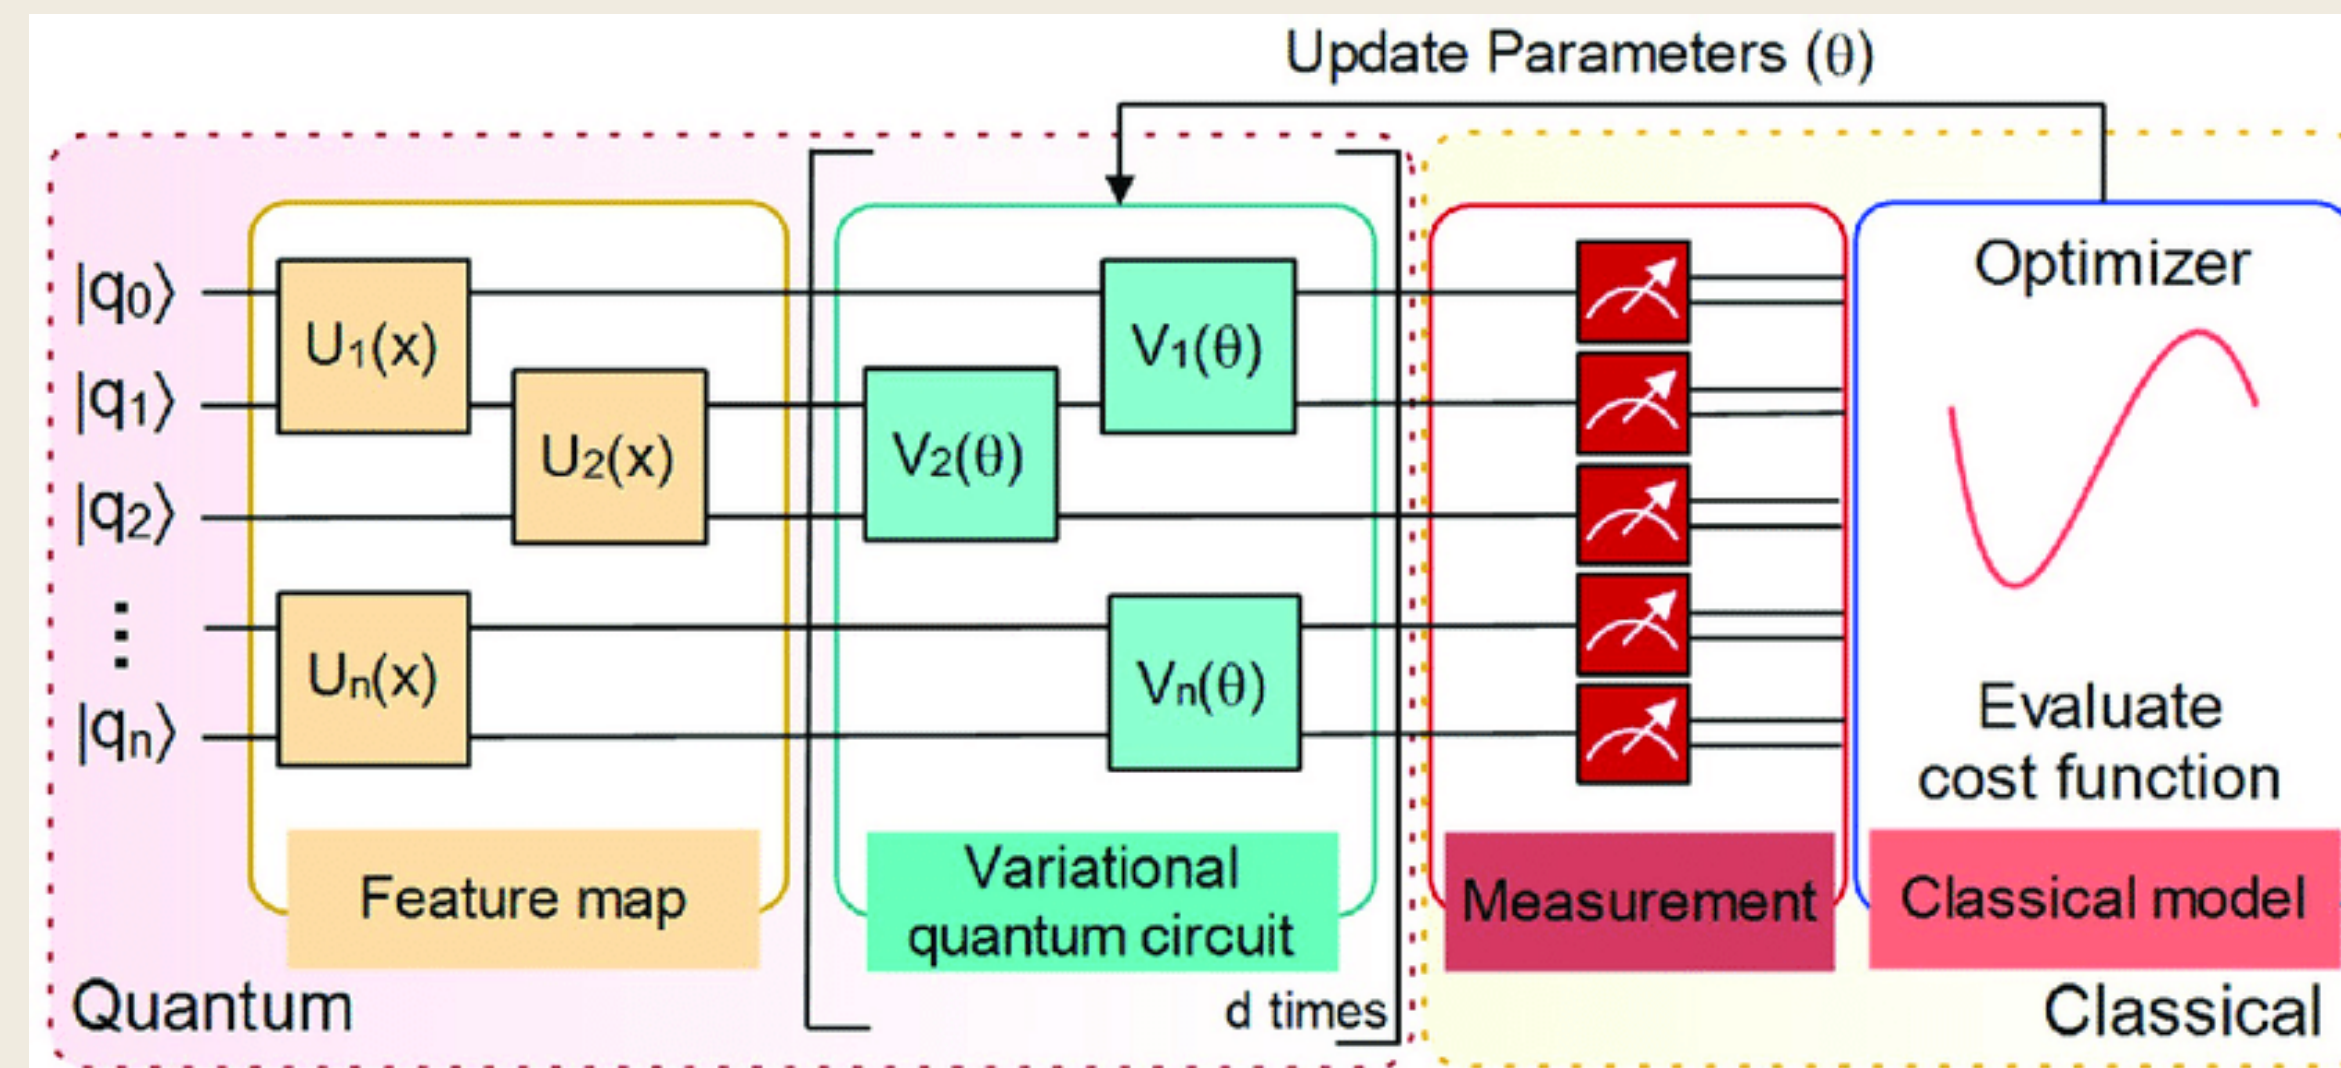 Update Parameters (θ)
|q₀⟩
|q₁⟩
|q₂⟩
⋮
|qₙ⟩
U₁(x)
U₂(x)
Uₙ(x)
Feature map
Quantum
V₁(θ)
V₂(θ)
Vₙ(θ)
Variational
quantum circuit
d times
Measurement
Optimizer
Evaluate
cost function
Classical model
Classical